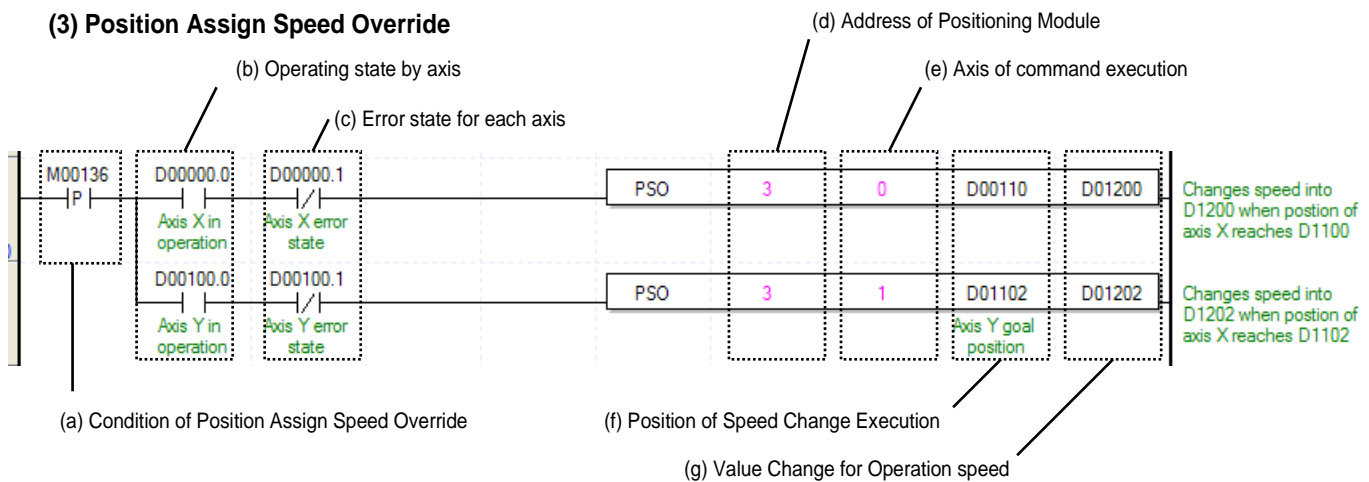 (3) Position Assign Speed Override
(d) Address of Positioning Module
(b) Operating state by axis
(e) Axis of command execution
(c) Error state for each axis
M00136
P
D00000.0
D00000.1
Axis X in
operation
Axis X error
state
PSO 3 0 D00110 D01200
Changes speed into
D1200 when postion of
axis X reaches D1100
D00100.0
D00100.1
Axis Y in
operation
Axis Y error
state
PSO 3 1 D01102 D01202
Axis Y goal
position
Changes speed into
D1202 when postion of
axis X reaches D1102
(a) Condition of Position Assign Speed Override
(f) Position of Speed Change Execution
(g) Value Change for Operation speed